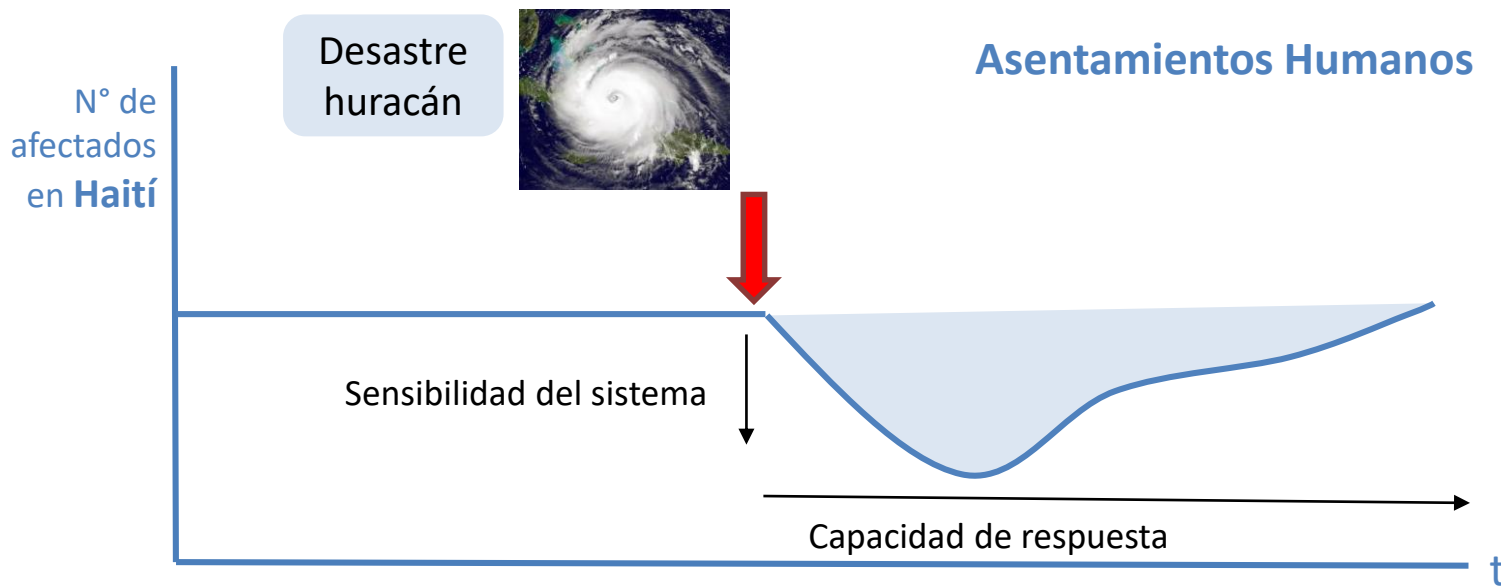 Desastre
huracán
Asentamientos Humanos
N° de
afectados
en Haití
Sensibilidad del sistema
Capacidad de respuesta
t